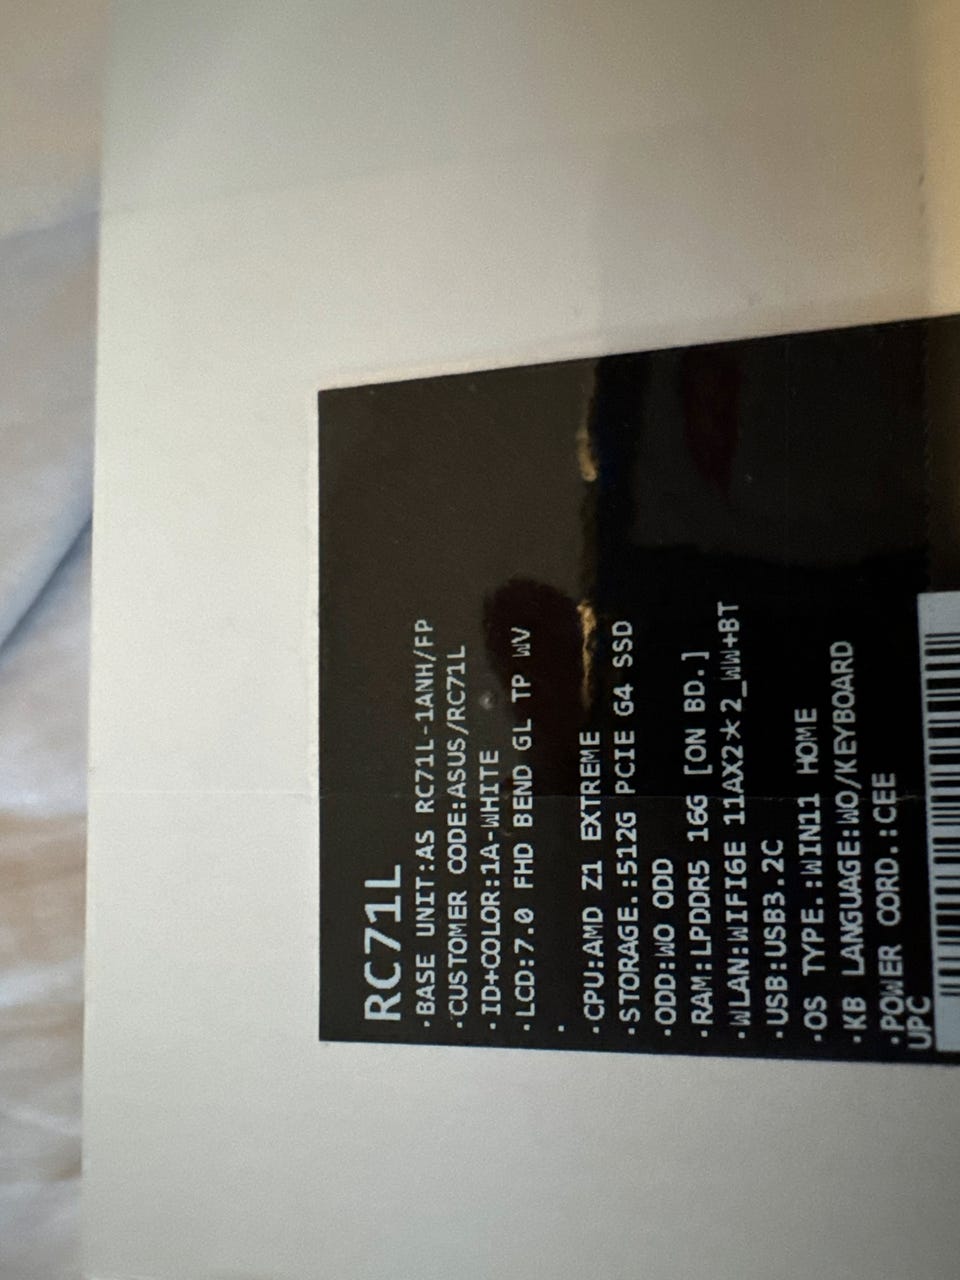 RC71L
·BASE UNIT:AS RC71L-1ANH/FP
·CUSTOMER CODE:ASUS/RC71L
·ID+COLOR:1A-WHITE
·LCD:7.0 FHD BEND GL TP WV
·
·CPU:AMD Z1 EXTREME
·STORAGE.:512G PCIE G4 SSD
·ODD:WO ODD
·RAM:LPDDR5 16G [ON BD.]
·WLAN:WIFI6E 11AX2*2_WW+BT
·USB:USB3.2C
·OS TYPE.:WIN11 HOME
·KB LANGUAGE:WO/KEYBOARD
·POWER CORD.:CEE
UPC